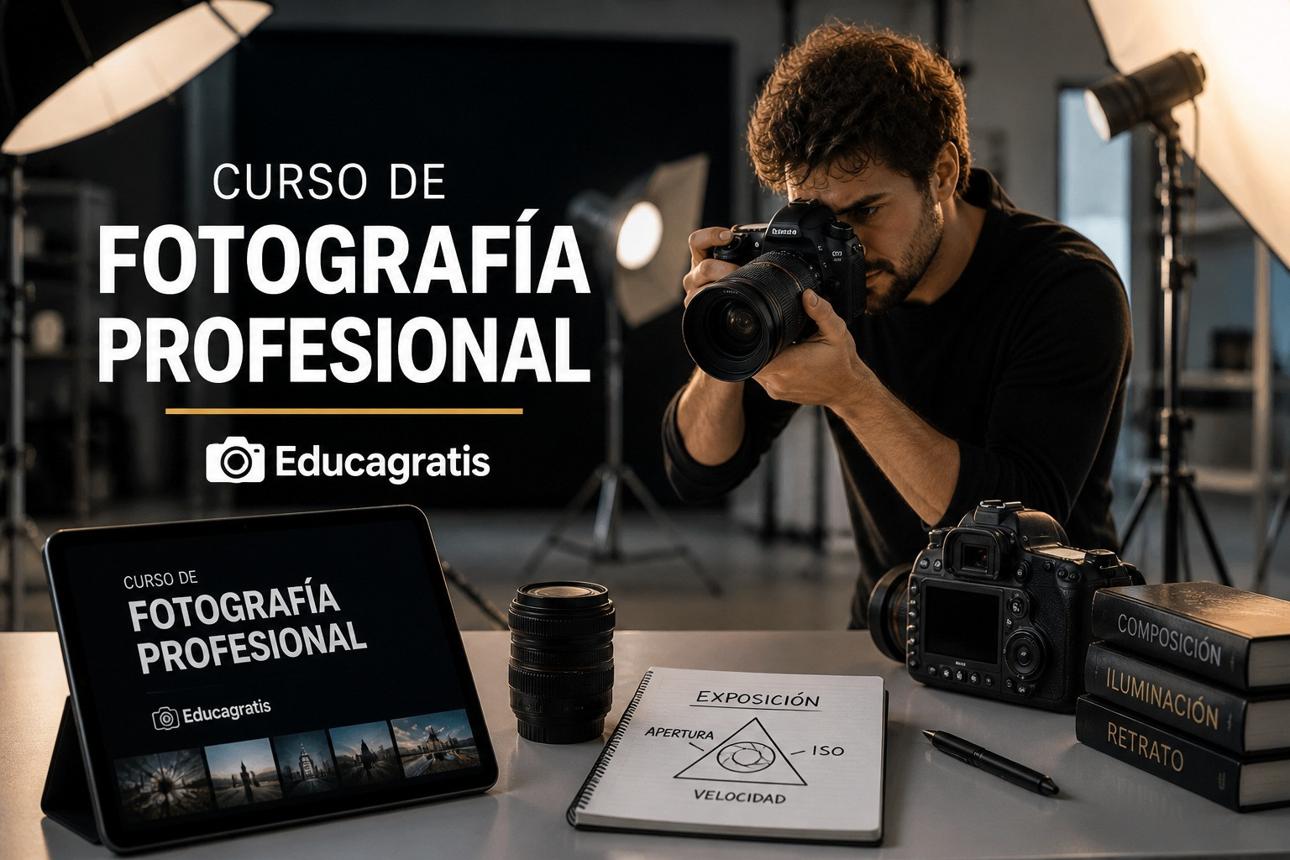 CURSO DE
FOTOGRAFÍA
PROFESIONAL
Educagratis
CURSO DE
FOTOGRAFÍA
PROFESIONAL
Educagratis
EXPOSICIÓN
APERTURA
ISO
VELOCIDAD
COMPOSICIÓN
ILUMINACIÓN
RETRATO